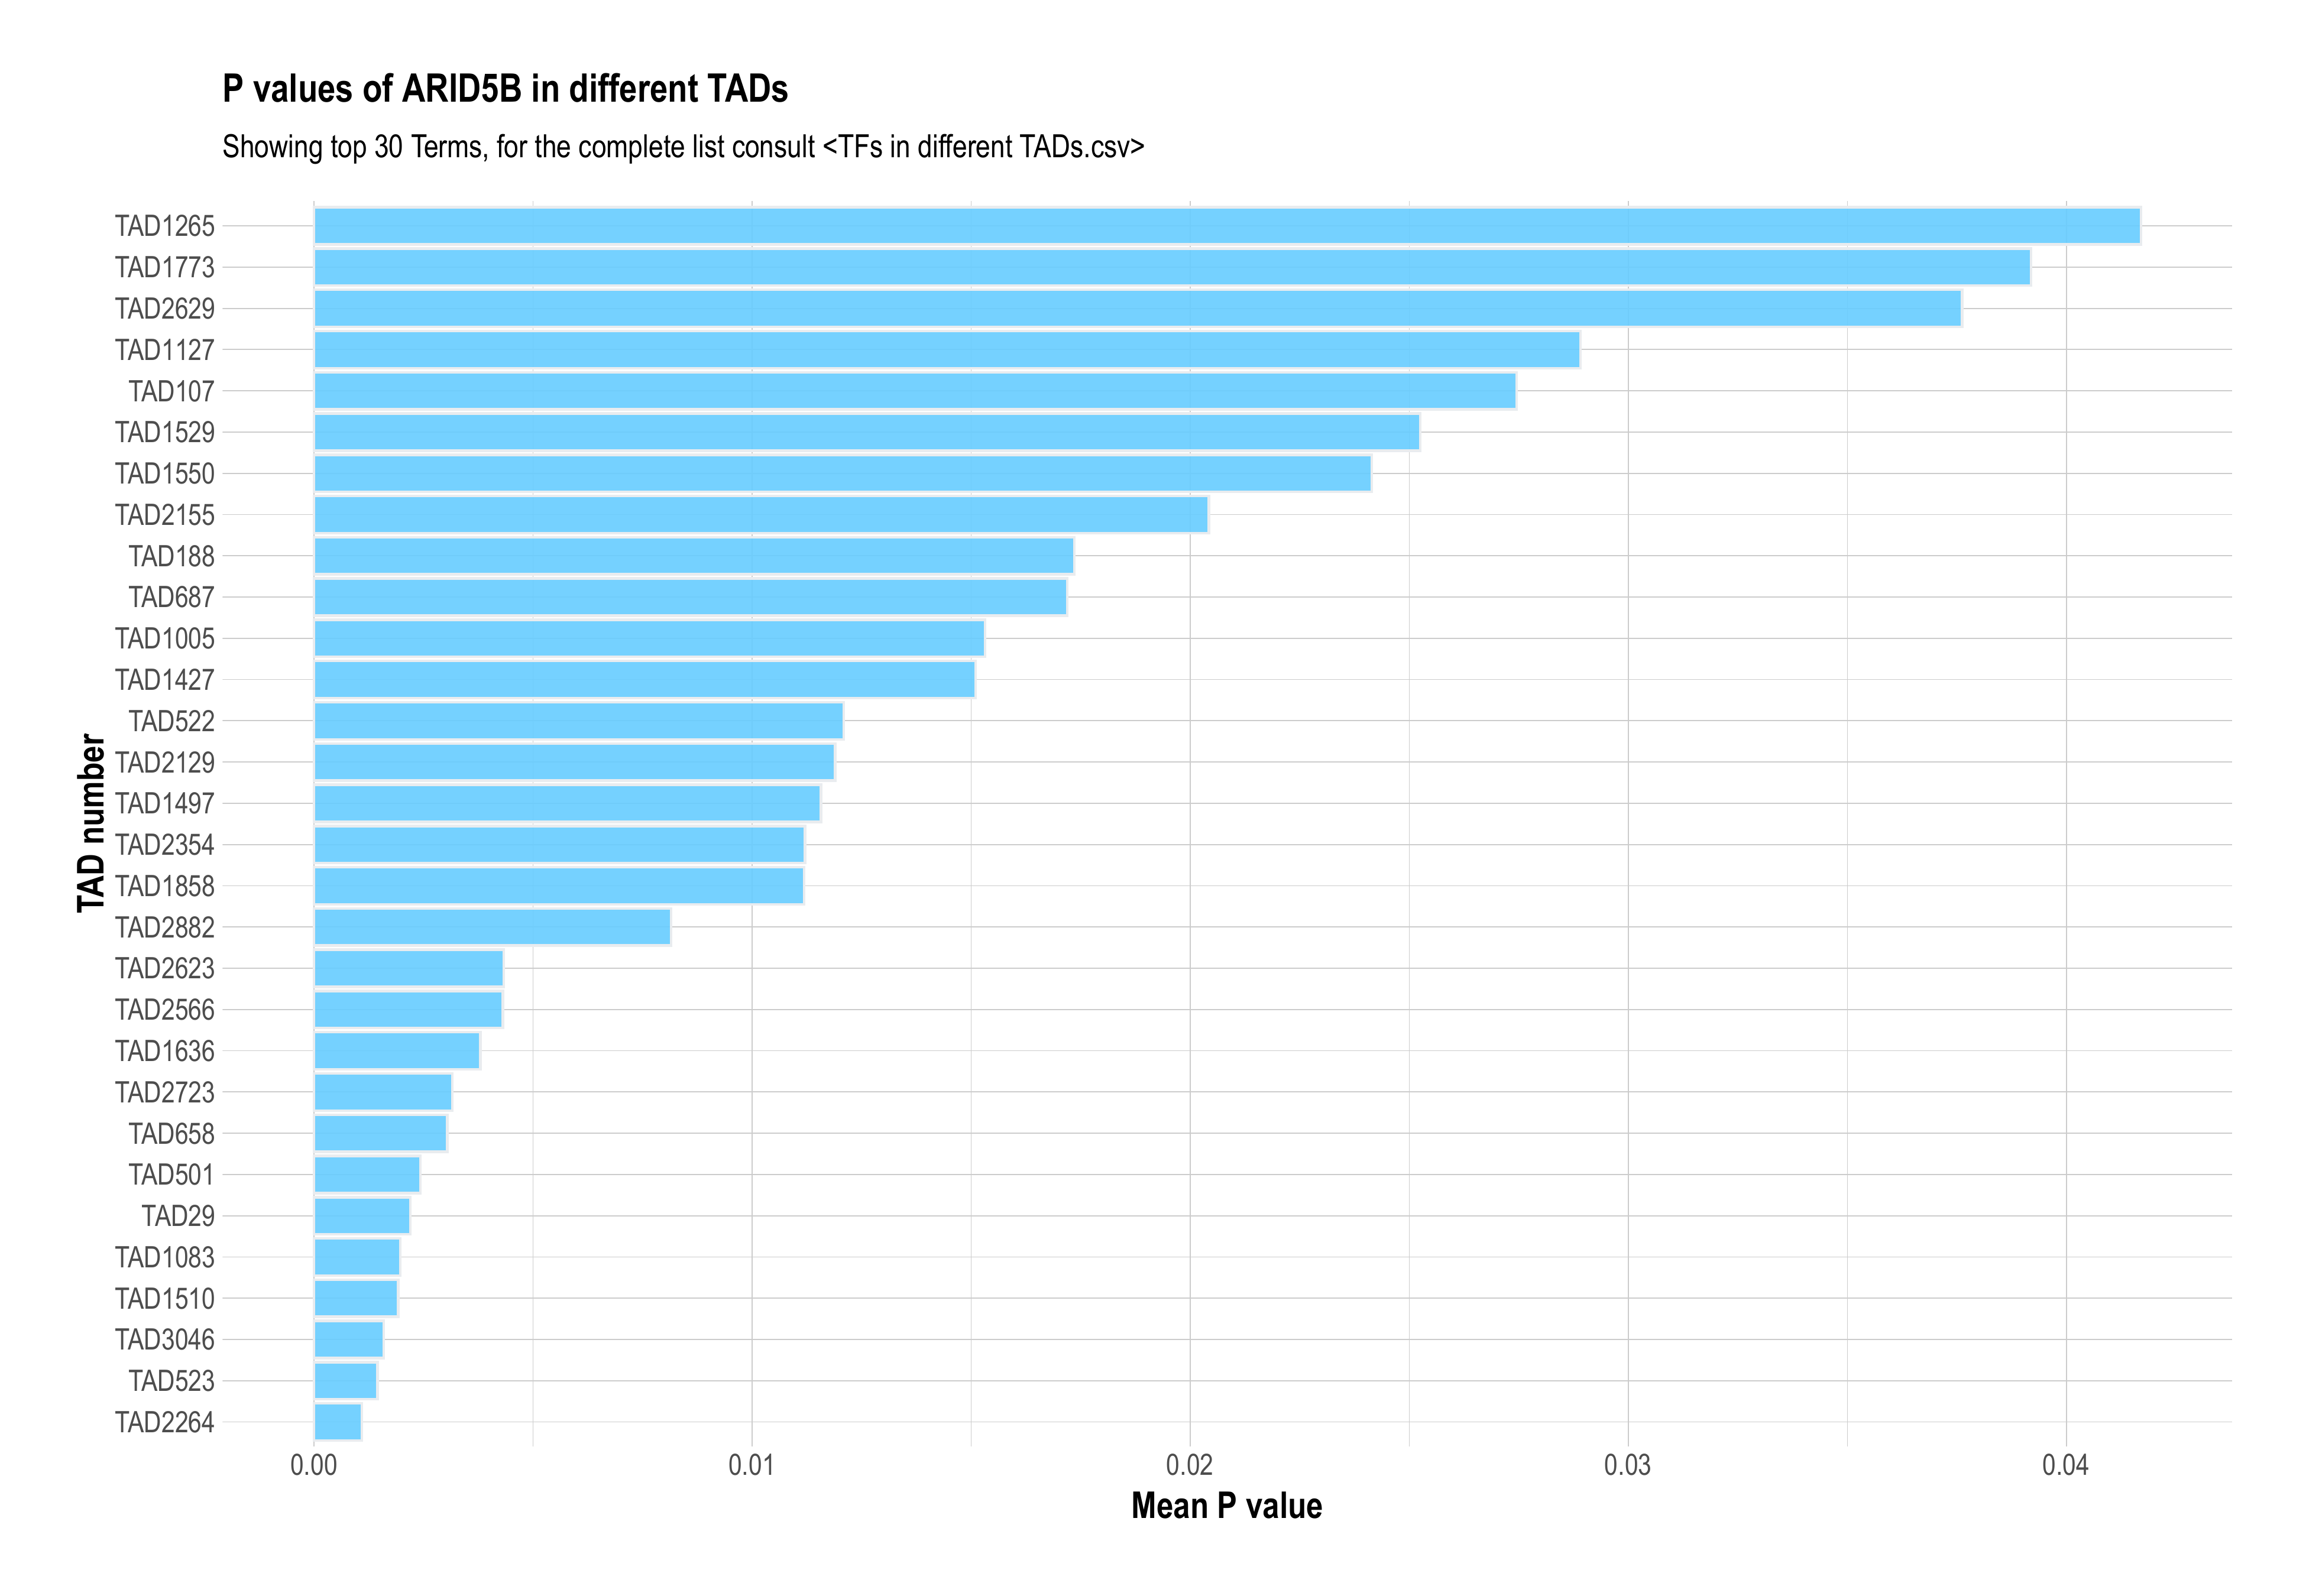 P values of ARID5B in different TADs
Showing top 30 Terms, for the complete list consult <TFs in different TADs.csv>
TAD number
TAD1265
TAD1773
TAD2629
TAD1127
TAD107
TAD1529
TAD1550
TAD2155
TAD188
TAD687
TAD1005
TAD1427
TAD522
TAD2129
TAD1497
TAD2354
TAD1858
TAD2882
TAD2623
TAD2566
TAD1636
TAD2723
TAD658
TAD501
TAD29
TAD1083
TAD1510
TAD3046
TAD523
TAD2264
0.00 0.01 0.02 0.03 0.04
Mean P value